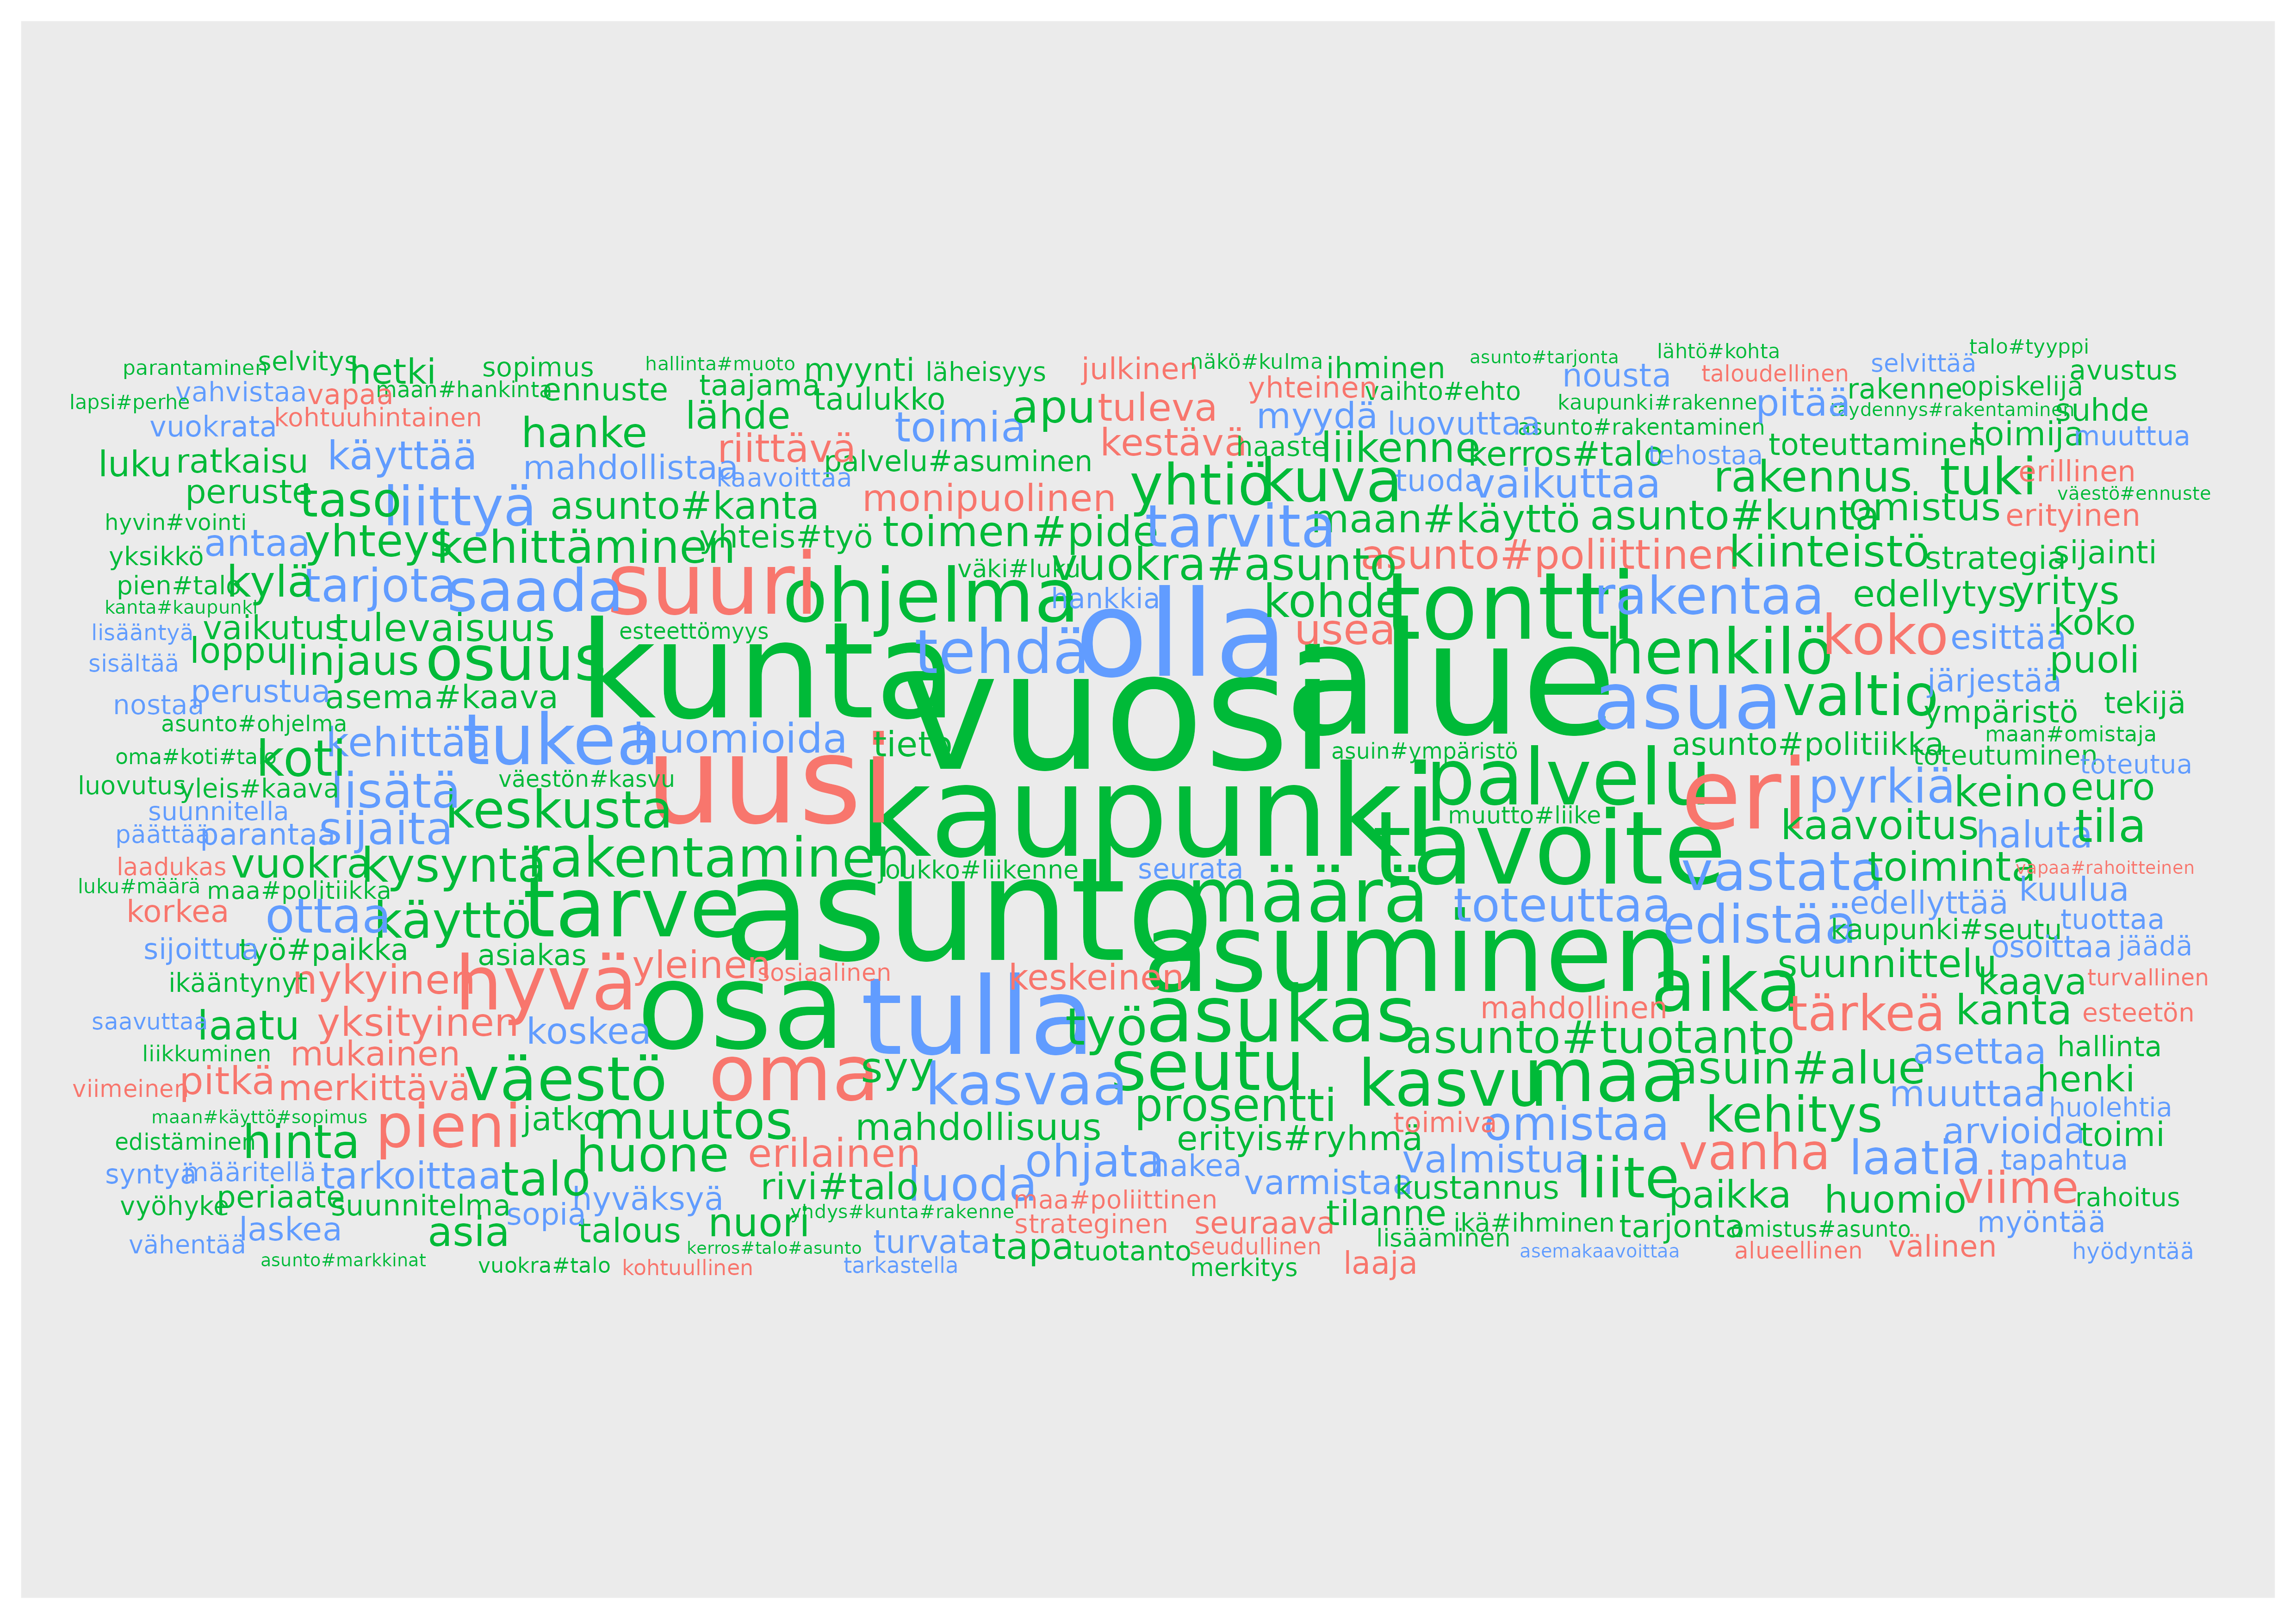 parantaminen selvitys hetki sopimus hallinta#muoto myynti läheisyys julkinen näkö#kulma ihminen asunto#tarjonta lähtö#kohta selvittää talo#tyyppi avustus
lapsi#perhe vahvistaa vapaa maan#hankinta ennuste taajama taulukko yhteinen vaihto#ehto nousta taloudellinen rakenne opiskelija
vuokrata kohtuuhintainen hanke lähde toimia apu tuleva myydä luovuttaa kaupunki#rakenne pitää täydennys#rakentaminen suhde
luku ratkaisu käyttää mahdollistaa riittävä palvelu#asuminen kestävä haaste liikenne asunto#rakentaminen kerros#talo tehostaa toteuttaminen toimija muuttua
peruste taso liittyä asunto#kanta kaavoittaa monipuolinen yhtiö kuva tuoda vaikuttaa rakennus tuki erillinen väestö#ennuste
hyvin#vointi antaa yhteys kehittäminen yhteis#työ toimen#pide tarvita maan#käyttö asunto#kunta omistus erityinen
yksikkö kylä tarjota saada suuri ohjelma väki#luku vuokra#asunto asunto#poliittinen kiinteistö strategia sijainti
pien#talo kanta#kaupunki hankkia olla kohde tontti rakentaa edellytys yritys
lisääntyä vaikutus tulevaisuus esteettömyys kunta tehdä usea alue henkilö koko esittää koko
sisältää loppu linjaus osuus vuosi asua valtio järjestää puoli
nostaa perustua asema#kaava ympäristö tekijä
asunto#ohjelma kehittää tukea huomioida tieto asuin#ympäristö asunto#politiikka maan#omistaja
oma#koti#talo koti uusi kaupunki palvelu eri pyrkiä toteutuminen toteutua
luovutus yleis#kaava lisätä väestön#kasvu keino euro
suunnitella sijaita keskusta muutto#liike tavoite kaavoitus haluta tila
päättää parantaa
laadukas vuokra kysyntä rakentaminen joukko#liikenne seurata vastata toiminta vapaa#rahoitteinen
luku#määrä maa#politiikka tarve asunto määrä toteuttaa edistää edellyttää kuulua
korkea ottaa käyttö asuminen kaupunki#seutu tuottaa
sijoittua työ#paikka asiakas yleinen sosiaalinen keskeinen suunnittelu osoittaa jäädä
ikääntynyt nykyinen hyvä osa tulla aika kaava turvallinen
saavuttaa laatu yksityinen koskea työ asukas mahdollinen tärkeä kanta esteetön
liikkuminen mukainen asunto#tuotanto asettaa hallinta
viimeinen pitkä merkittävä väestö oma syy kasvaa seutu kasvu maa asuin#alue muuttaa henki
maan#käyttö#sopimus pieni jatko muutos mahdollisuus prosentti toimiva omistaa kehitys huolehtia
edistäminen hinta huone erilainen erityis#ryhmä arvioida toimi
syntyä määritellä tarkoittaa talo hyväksyä rivi#talo luoda ohjata hakea varmistaa valmistua liite vanha laatia tapahtua
vyöhyke periaate suunnitelma sopia yhdys#kunta#rakenne maa#poliittinen kustannus paikka huomio viime rahoitus
vähentää laskea asia talous nuori turvata strateginen seuraava tilanne ikä#ihminen tarjonta omistus#asunto myöntää
asunto#markkinat vuokra#talo kohtuullinen kerros#talo#asunto tarkastella tapa tuotanto seudullinen merkitys laaja lisääminen asemakaavoittaa alueellinen välinen hyödyntää